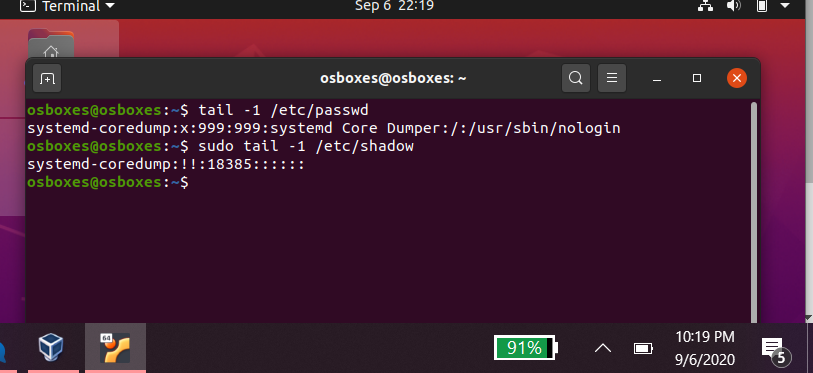 Terminal
Sep 6 22:19
osboxes@osboxes: ~
osboxes@osboxes:~$ tail -1 /etc/passwd
systemd-coredump:x:999:999:systemd Core Dumper:/:/usr/sbin/nologin
osboxes@osboxes:~$ sudo tail -1 /etc/shadow
systemd-coredump:!!:18385::::::
osboxes@osboxes:~$
64
91%
10:19 PM
9/6/2020
5